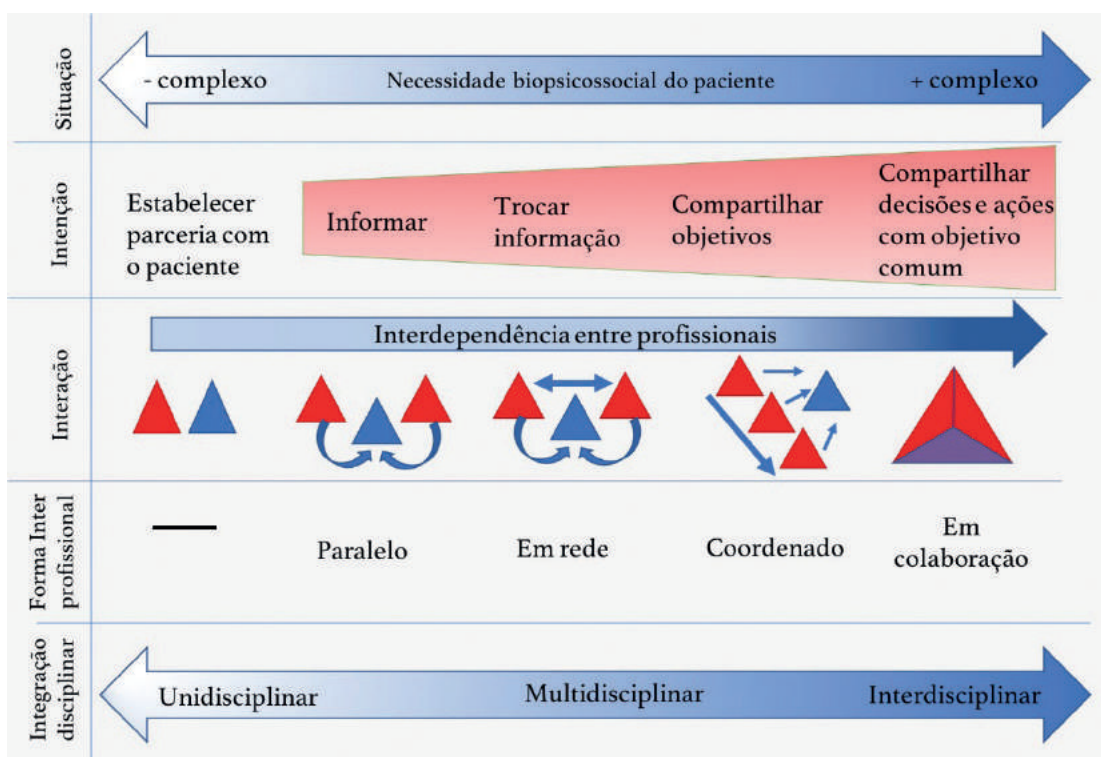 Situação
- complexo
Necessidade biopsicossocial do paciente
+ complexo
Intenção
Estabelecer
parceria com
o paciente
Informar
Trocar
informação
Compartilhar
objetivos
Compartilhar
decisões e ações
com objetivo
comum
Interação
Interdependência entre profissionais
Forma Inter
profissional
Paralelo
Em rede
Coordenado
Em
colaboração
Integração
disciplinar
Unidisciplinar
Multidisciplinar
Interdisciplinar